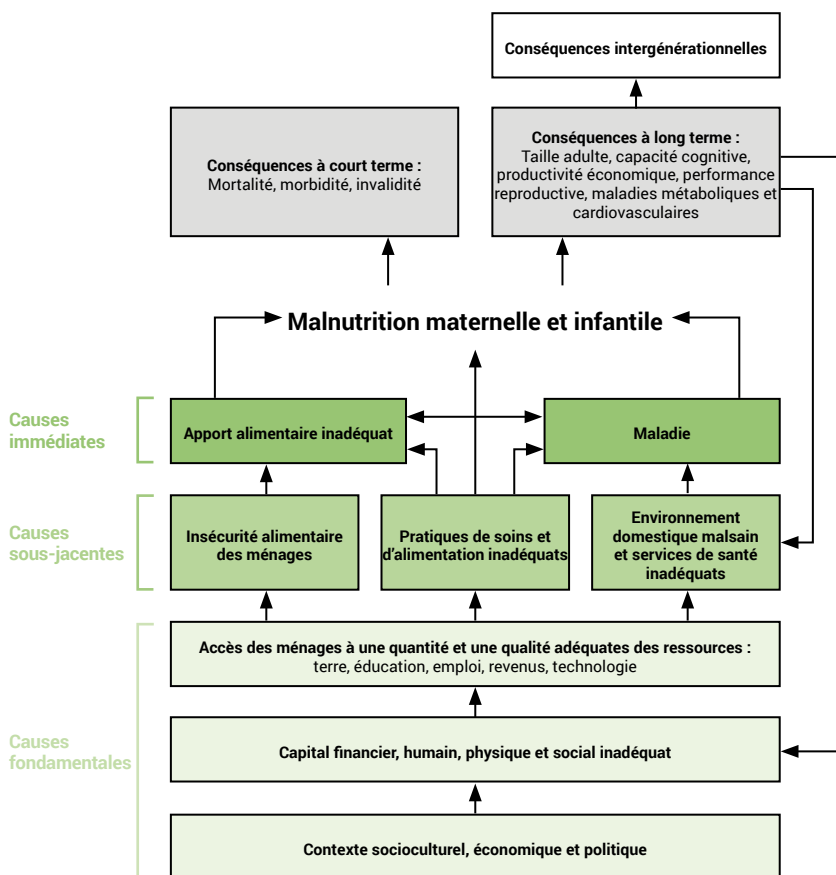 Conséquences intergénérationnelles
Conséquences à court terme :
Mortalité, morbidité, invalidité
Conséquences à long terme :
Taille adulte, capacité cognitive,
productivité économique, performance
reproductive, maladies métaboliques et
cardiovasculaires
Malnutrition maternelle et infantile
Causes
immédiates
Apport alimentaire inadéquat
Maladie
Causes
sous-jacentes
Insécurité alimentaire
des ménages
Pratiques de soins et
d'alimentation inadéquats
Environnement
domestique malsain
et services de santé
inadéquats
Causes
fondamentales
Accès des ménages à une quantité et une qualité adéquates des ressources :
terre, éducation, emploi, revenus, technologie
Capital financier, humain, physique et social inadéquat
Contexte socioculturel, économique et politique